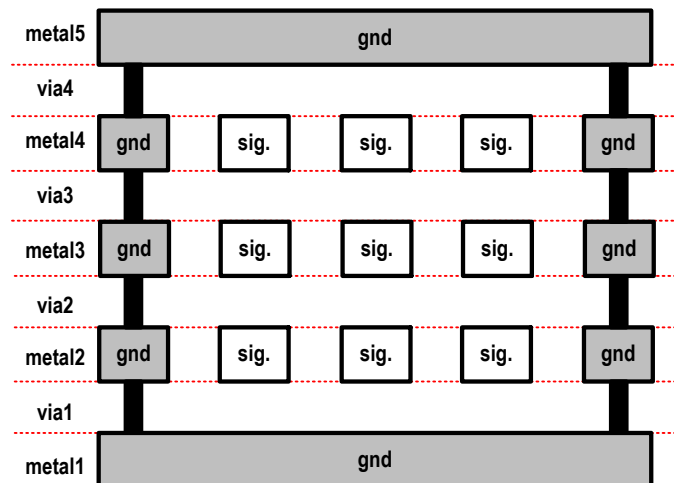 metal5 gnd
via4
metal4 gnd sig. sig. sig. gnd
via3
metal3 gnd sig. sig. sig. gnd
via2
metal2 gnd sig. sig. sig. gnd
via1
metal1 gnd